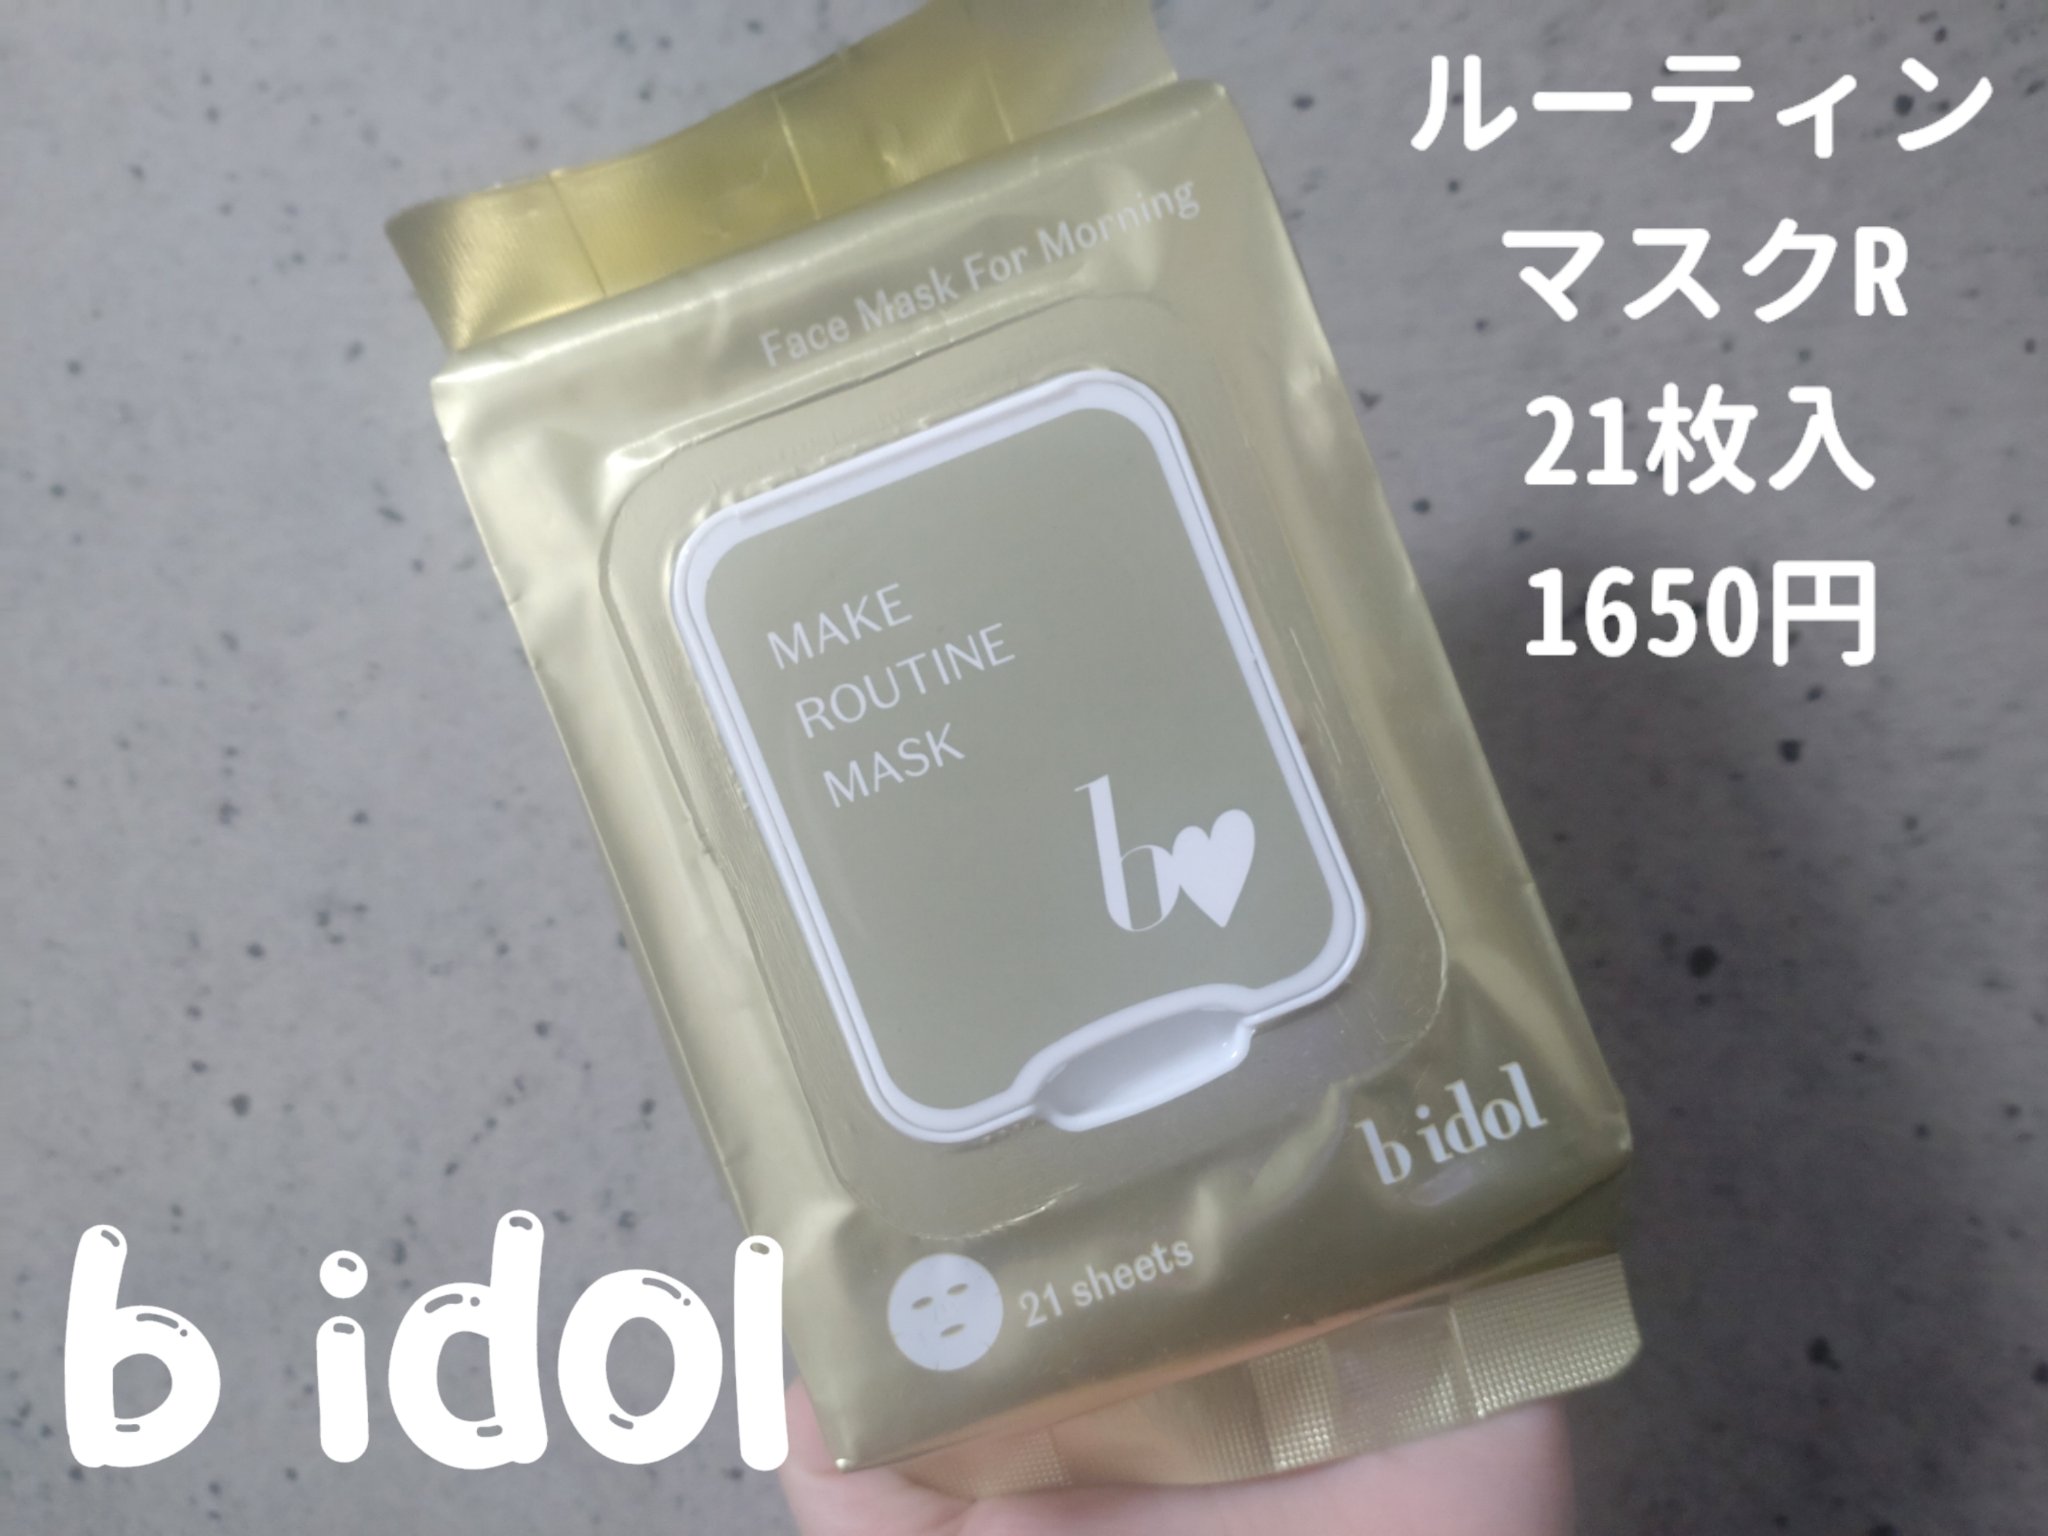 ルーティン
マスクR
21枚入
1650円
Face Mask For Morning
MAKE
ROUTINE
MASK
b
b idol
21 sheets
b idol